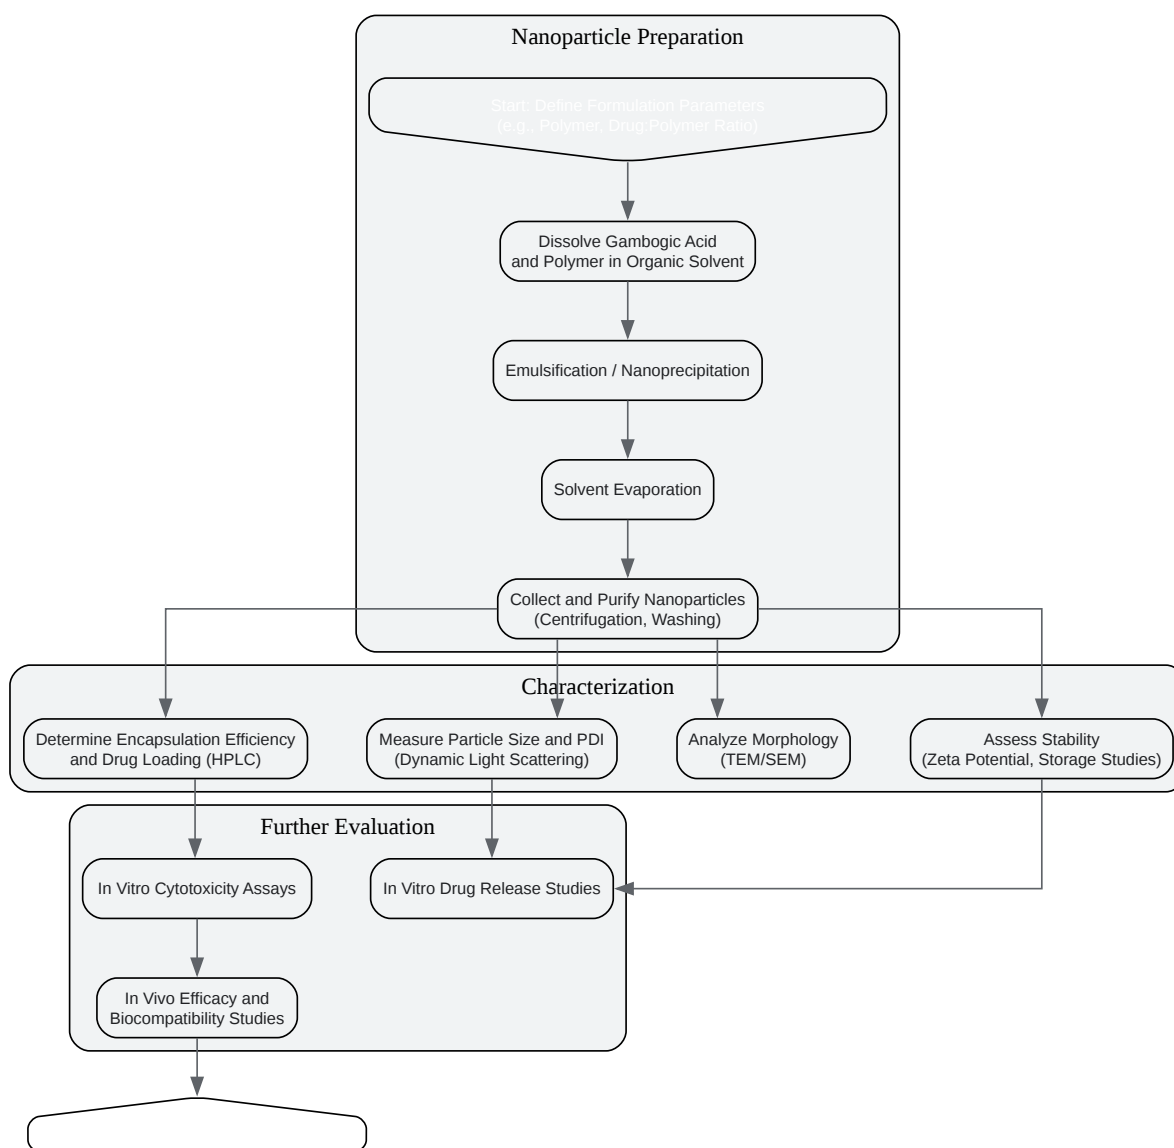 Nanoparticle Preparation
Start: Define Formulation Parameters
(e.g., Polymer, Drug:Polymer Ratio)
Dissolve Gambogic Acid
and Polymer in Organic Solvent
Emulsification / Nanoprecipitation
Solvent Evaporation
Collect and Purify Nanoparticles
(Centrifugation, Washing)
Characterization
Determine Encapsulation Efficiency
and Drug Loading (HPLC)
Measure Particle Size and PDI
(Dynamic Light Scattering)
Analyze Morphology
(TEM/SEM)
Assess Stability
(Zeta Potential, Storage Studies)
Further Evaluation
In Vitro Cytotoxicity Assays
In Vitro Drug Release Studies
In Vivo Efficacy and
Biocompatibility Studies